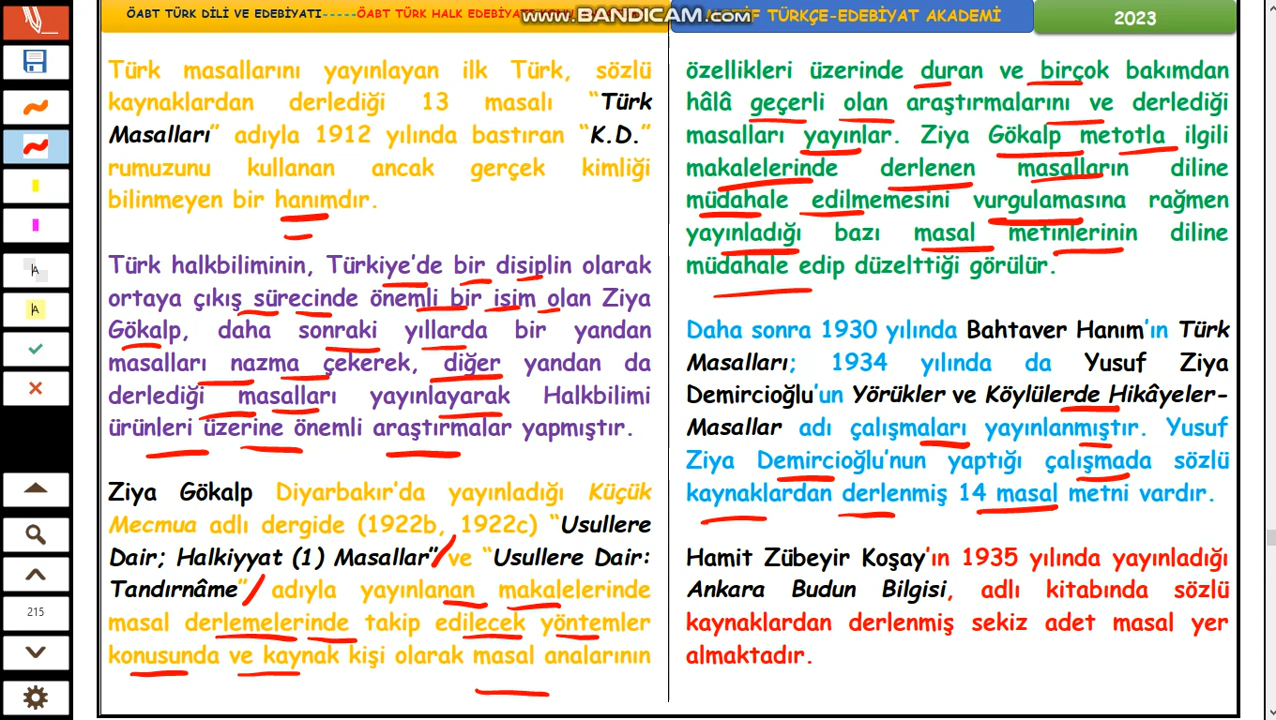 ÖABT TÜRK DİLİ VE EDEBİYATI-----ÖABT TÜRK HALK EDEBİYATI
www.BANDICAM.com
TÜRKÇE-EDEBİYAT AKADEMİ
2023
Türk masallarını yayınlayan ilk Türk, sözlü
kaynaklardan derlediği 13 masalı “Türk
Masalları” adıyla 1912 yılında bastıran “K.D.”
rumuzunu kullanan ancak gerçek kimliği
bilinmeyen bir hanımdır.
Türk halkbiliminin, Türkiye’de bir disiplin olarak
ortaya çıkış sürecinde önemli bir isim olan Ziya
Gökalp, daha sonraki yıllarda bir yandan
masalları nazma çekerek, diğer yandan da
derlediği masalları yayınlayarak Halkbilimi
ürünleri üzerine önemli araştırmalar yapmıştır.
Ziya Gökalp Diyarbakır’da yayınladığı Küçük
Mecmua adlı dergide (1922b, 1922c) “Usullere
Dair; Halkiyyat (1) Masallar” ve “Usullere Dair:
Tandırnâme” adıyla yayınlanan makalelerinde
masal derlemelerinde takip edilecek yöntemler
konusunda ve kaynak kişi olarak masal analarının
özellikleri üzerinde duran ve birçok bakımdan
hâlâ geçerli olan araştırmalarını ve derlediği
masalları yayınlar. Ziya Gökalp metotla ilgili
makalelerinde derlenen masalların diline
müdahale edilmemesini vurgulamasına rağmen
yayınladığı bazı masal metinlerinin diline
müdahale edip düzelttiği görülür.
Daha sonra 1930 yılında Bahtaver Hanım’ın Türk
Masalları; 1934 yılında da Yusuf Ziya
Demircioğlu’un Yörükler ve Köylülerde Hikâyeler-
Masallar adı çalışmaları yayınlanmıştır. Yusuf
Ziya Demircioğlu’nun yaptığı çalışmada sözlü
kaynaklardan derlenmiş 14 masal metni vardır.
Hamit Zübeyir Koşay’ın 1935 yılında yayınladığı
Ankara Budun Bilgisi, adlı kitabında sözlü
kaynaklardan derlenmiş sekiz adet masal yer
almaktadır.
215